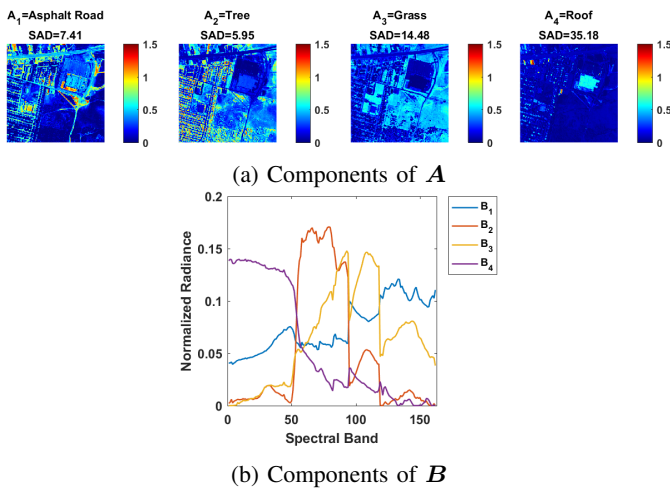 A1=Asphalt Road
SAD=7.41
A2=Tree
SAD=5.95
A3=Grass
SAD=14.48
A4=Roof
SAD=35.18
1.5
1
0.5
0
1.5
1
0.5
0
1.5
1
0.5
0
1.5
1
0.5
0
(a) Components of A
0.2
0.15
0.1
0.05
0
Normalized Radiance
0 50 100 150
Spectral Band
B1
B2
B3
B4
(b) Components of B